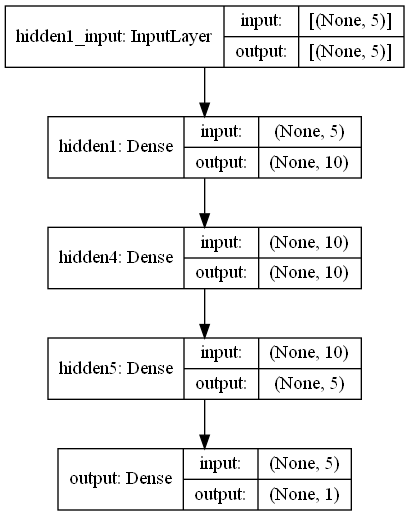 hidden1_input: InputLayer
input: [(None, 5)]
output: [(None, 5)]
hidden1: Dense
input: (None, 5)
output: (None, 10)
hidden4: Dense
input: (None, 10)
output: (None, 10)
hidden5: Dense
input: (None, 10)
output: (None, 5)
output: Dense
input: (None, 5)
output: (None, 1)